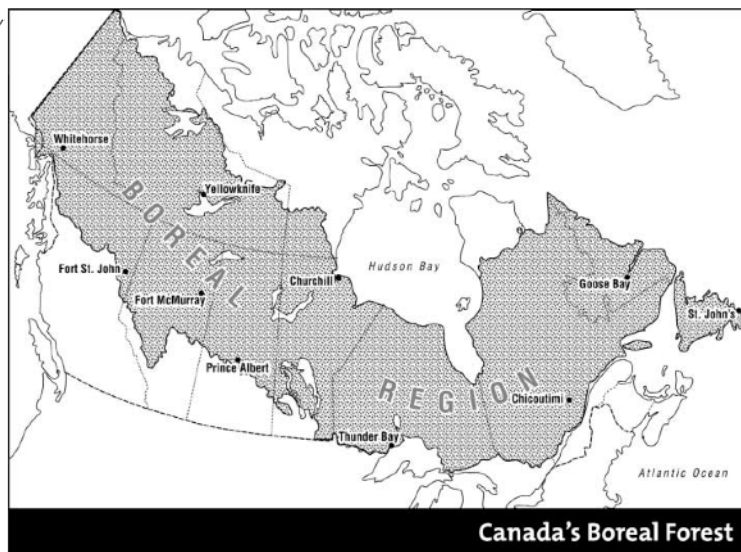 Whitehorse
Yellowknife
BOREAL
Fort St. John
Fort McMurray
Churchill
Hudson Bay
Goose Bay
St. John's
Prince Albert
REGION
Chicoutimi
Thunder Bay
Atlantic Ocean
Canada's Boreal Forest